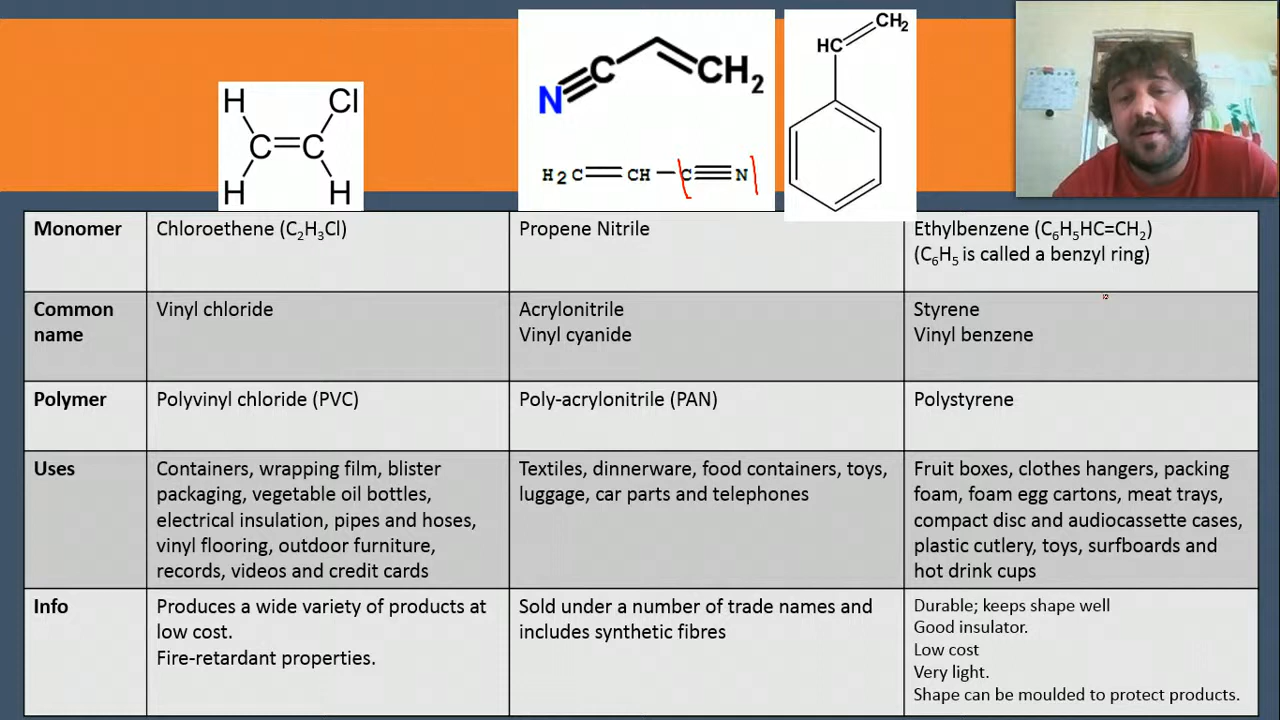 H Cl
C=C
H H
N≡C CH₂
H₂C=CH-C≡N
CH₂
HC
Monomer
Chloroethene (C₂H₃Cl)
Propene Nitrile
Ethylbenzene (C₆H₅HC=CH₂)
(C₆H₅ is called a benzyl ring)
Common
name
Vinyl chloride
Acrylonitrile
Vinyl cyanide
Styrene
Vinyl benzene
Polymer
Polyvinyl chloride (PVC)
Poly-acrylonitrile (PAN)
Polystyrene
Uses
Containers, wrapping film, blister
packaging, vegetable oil bottles,
electrical insulation, pipes and hoses,
vinyl flooring, outdoor furniture,
records, videos and credit cards
Textiles, dinnerware, food containers, toys,
luggage, car parts and telephones
Fruit boxes, clothes hangers, packing
foam, foam egg cartons, meat trays,
compact disc and audiocassette cases,
plastic cutlery, toys, surfboards and
hot drink cups
Info
Produces a wide variety of products at
low cost.
Fire-retardant properties.
Sold under a number of trade names and
includes synthetic fibres
Durable; keeps shape well
Good insulator.
Low cost
Very light.
Shape can be moulded to protect products.